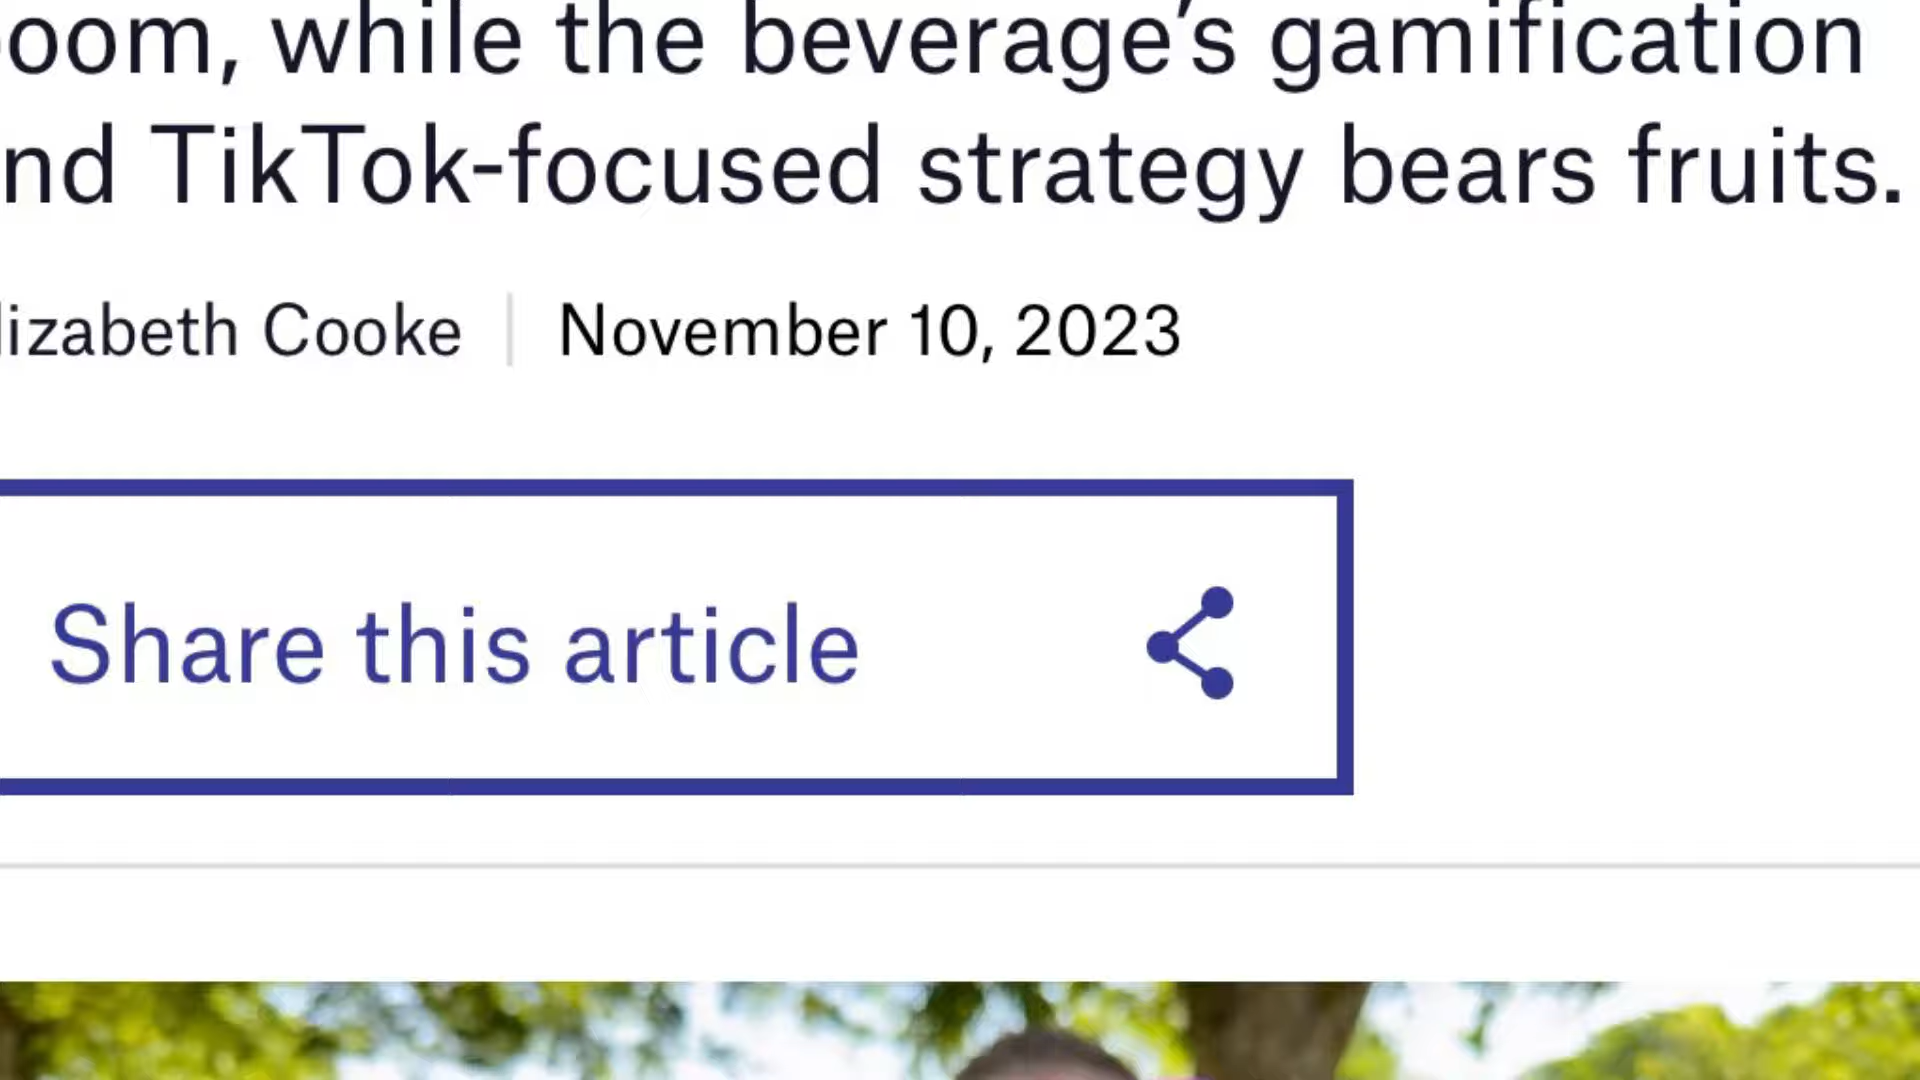 oom, while the beverage’s gamification
nd TikTok-focused strategy bears fruits.
lizabeth Cooke | November 10, 2023
Share this article